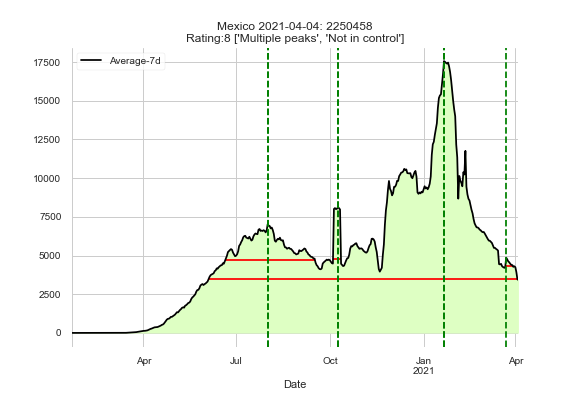 Mexico 2021-04-04: 2250458
Rating:8 ['Multiple peaks', 'Not in control']
Average-7d
17500
15000
12500
10000
7500
5000
2500
0
Apr
Jul
Oct
Jan
2021
Apr
Date